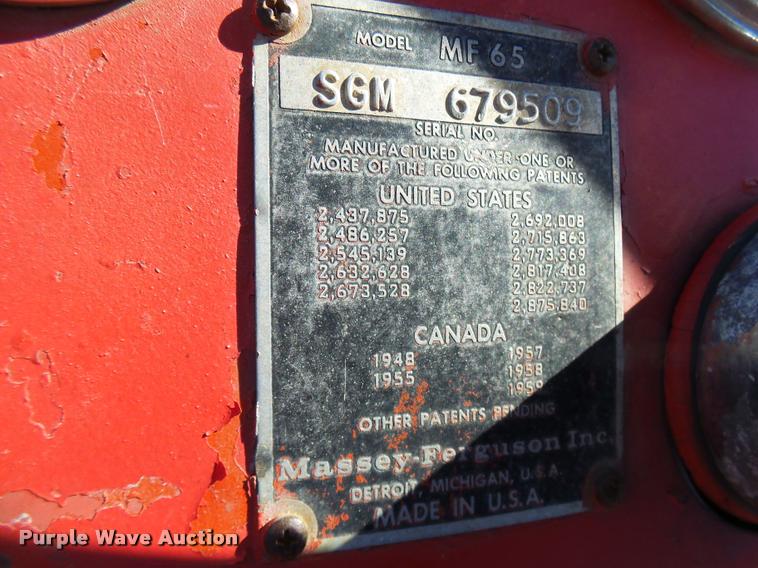 MODEL MF 65
SGM 679509
SERIAL NO.
MANUFACTURED UNDER ONE OR
MORE OF THE FOLLOWING PATENTS
UNITED STATES
2,437,875 2,692,008
2,486,257 2,715,863
2,545,139 2,773,369
2,632,628 2,817,408
2,673,528 2,822,737
2,875,840
CANADA
1948 1957
1955 1958
1959
OTHER PATENTS PENDING
Massey-Ferguson Inc.
DETROIT, MICHIGAN, U.S.A.
MADE IN U.S.A.
Purple Wave Auction